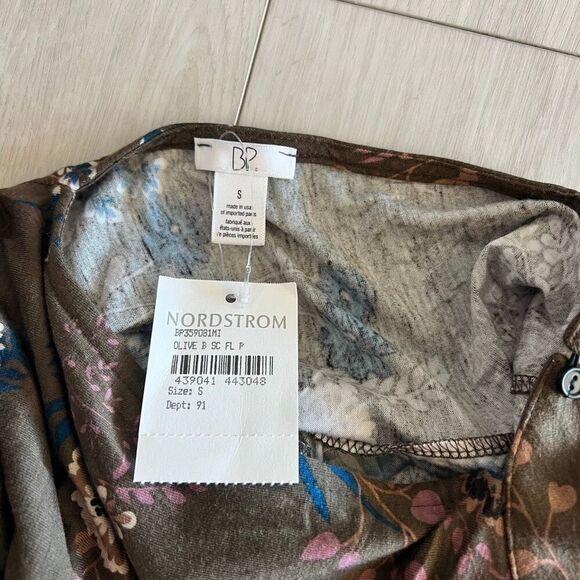 BP.
S
made in usa
of imported parts
fabriqué aux
états-unis à partir
de pièces import
NORDSTROM
BP359081MI
OLIVE B SC FL P
439041 443048
Size: S
Dept: 91